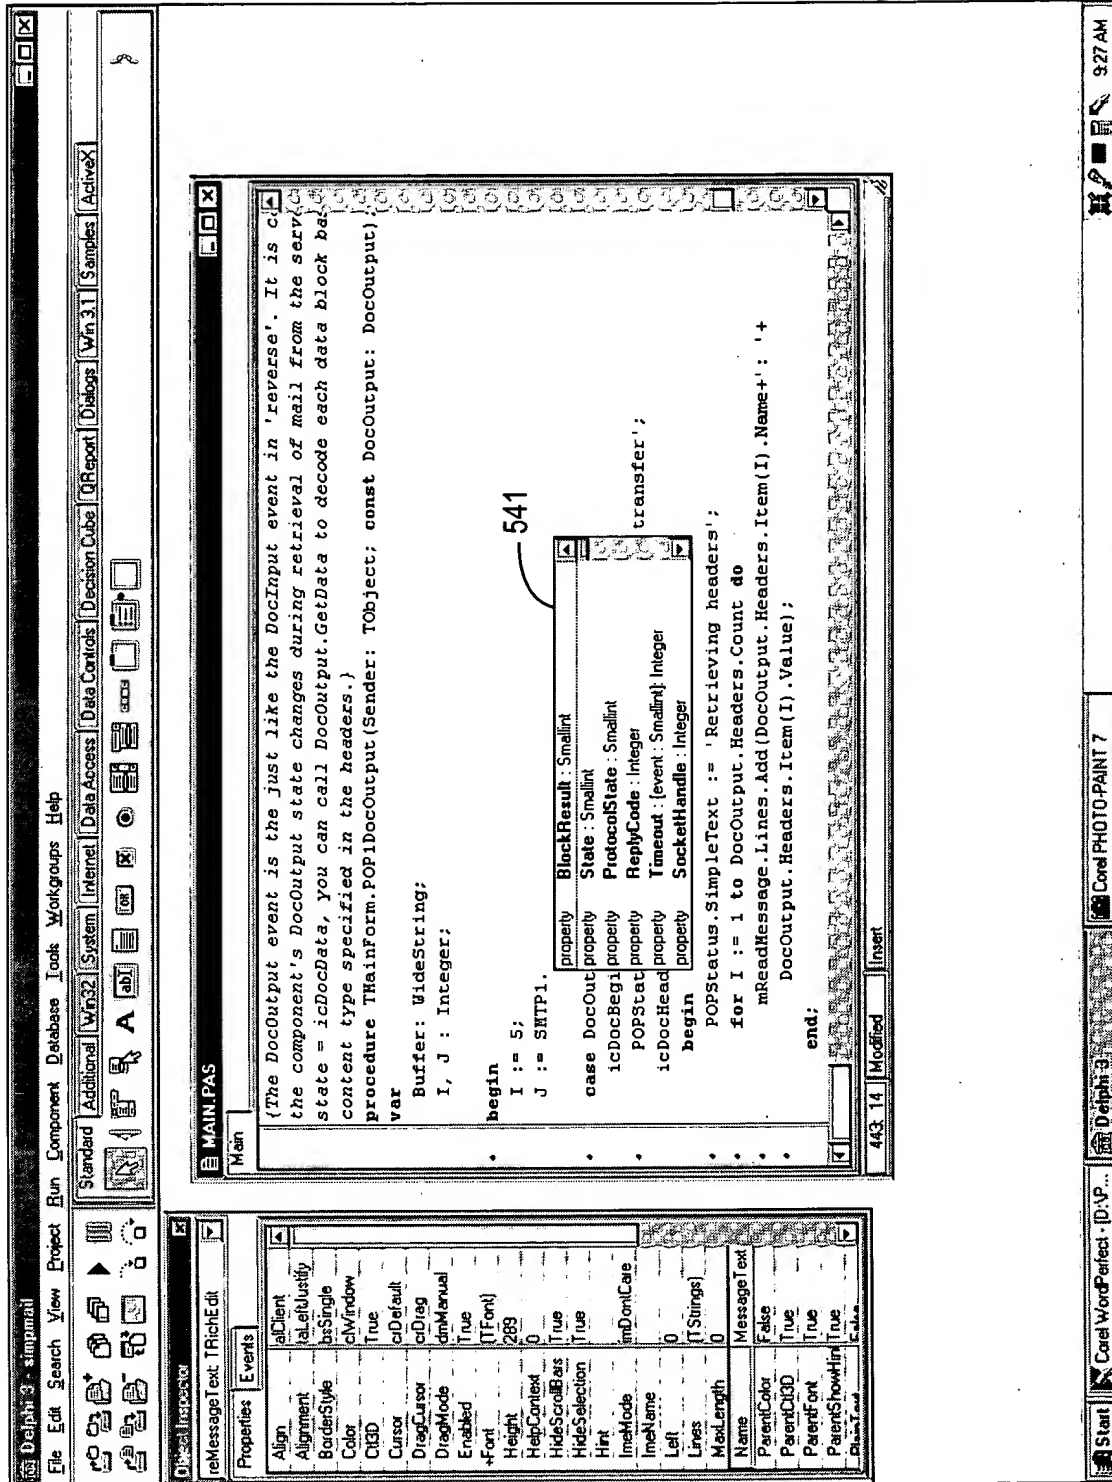 Delphi 3 - simpmail
File Edit Search View Project Run Component Database Tools Workgroups Help
Standard Additional Win32 System Internet Data Access Data Controls Decision Cube QReport Dialogs Win 3.1 Samples ActiveX
A abI OK
Object Inspector
reMessageText: TRichEdit
Properties Events
Align alClient
Alignment taLeftJustify
BorderStyle bsSingle
Color clWindow
Ctl3D True
Cursor crDefault
DragCursor crDrag
DragMode dmManual
Enabled True
+Font (TFont)
Height 289
HelpContext 0
HideScrollBars True
HideSelection True
Hint
ImeMode imDontCare
ImeName
Left 0
Lines (TStrings)
MaxLength 0
Name MessageText
ParentColor False
ParentCtl3D True
ParentFont True
ParentShowHin True
PlainText False
MAIN.PAS
Main
{The DocOutput event is the just like the DocInput event in 'reverse'. It is ca
the component's DocOutput state changes during retrieval of mail from the serve
state = icDocData, you can call DocOutput.GetData to decode each data block bas
content type specified in the headers.}
procedure TMainForm.POP1DocOutput(Sender: TObject; const DocOutput: DocOutput);
var
Buffer: WideString;
I, J : Integer;
begin
I := 5;
J := SMTP1.
541
property BlockResult : Smallint
property State : Smallint
property ProtocolState : Smallint
property ReplyCode : Integer
property Timeout : [event : Smallint]: Integer
property SocketHandle : Integer
case DocOut
icDocBegi
POPStat transfer';
icDocHead
begin
POPStatus.SimpleText := 'Retrieving headers';
for I := 1 to DocOutput.Headers.Count do
mReadMessage.Lines.Add(DocOutput.Headers.Item(I).Name+': '+
DocOutput.Headers.Item(I).Value);
end;
443: 14 Modified Insert
Start Corel WordPerfect - [D:\P... Delphi 3 Corel PHOTO-PAINT 7 9:27 AM